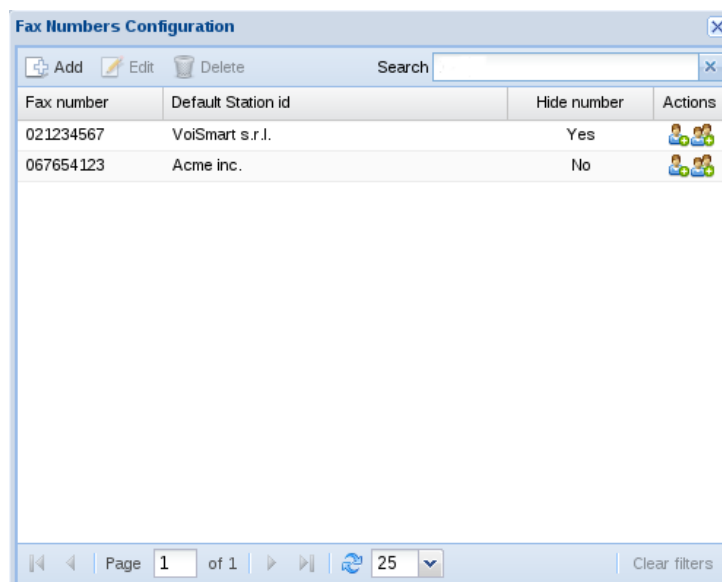 Fax Numbers Configuration
Add Edit Delete Search
Fax number Default Station id Hide number Actions
021234567 VoiSmart s.r.l. Yes
067654123 Acme inc. No
Page 1 of 1 25 Clear filters